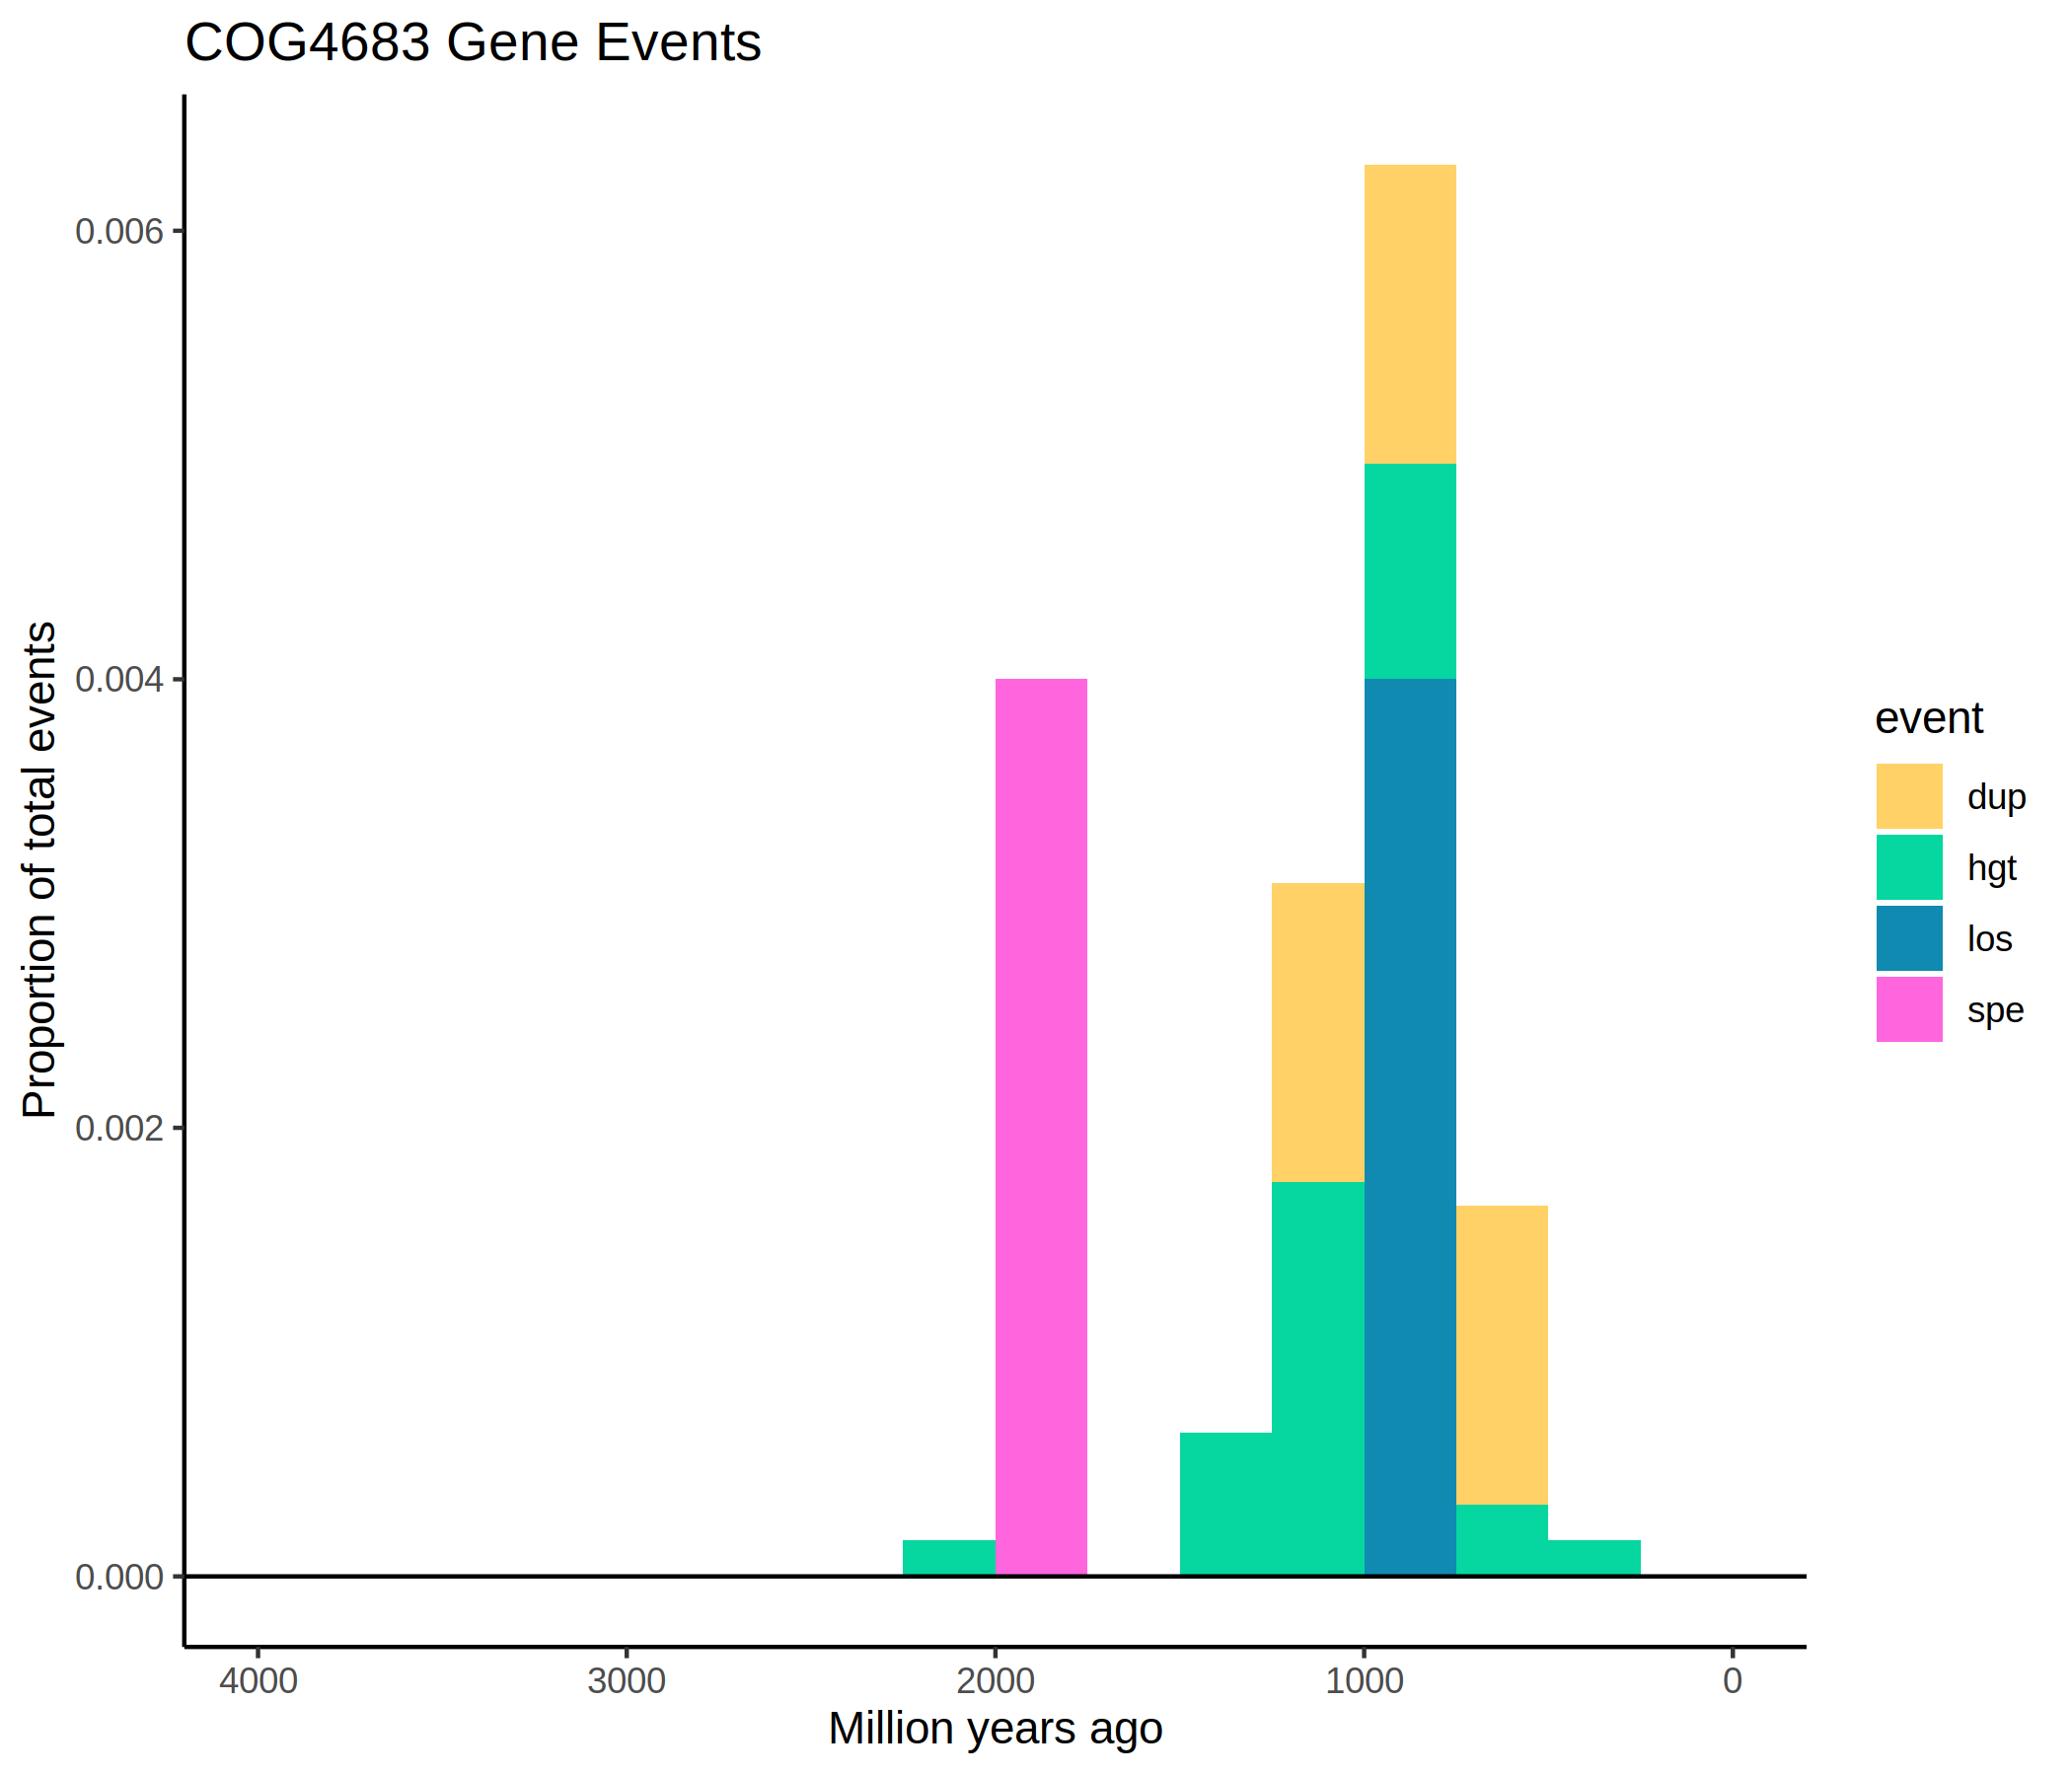 COG4683 Gene Events
Proportion of total events
0.006
0.004
0.002
0.000
4000 3000 2000 1000 0
Million years ago
event
dup
hgt
los
spe